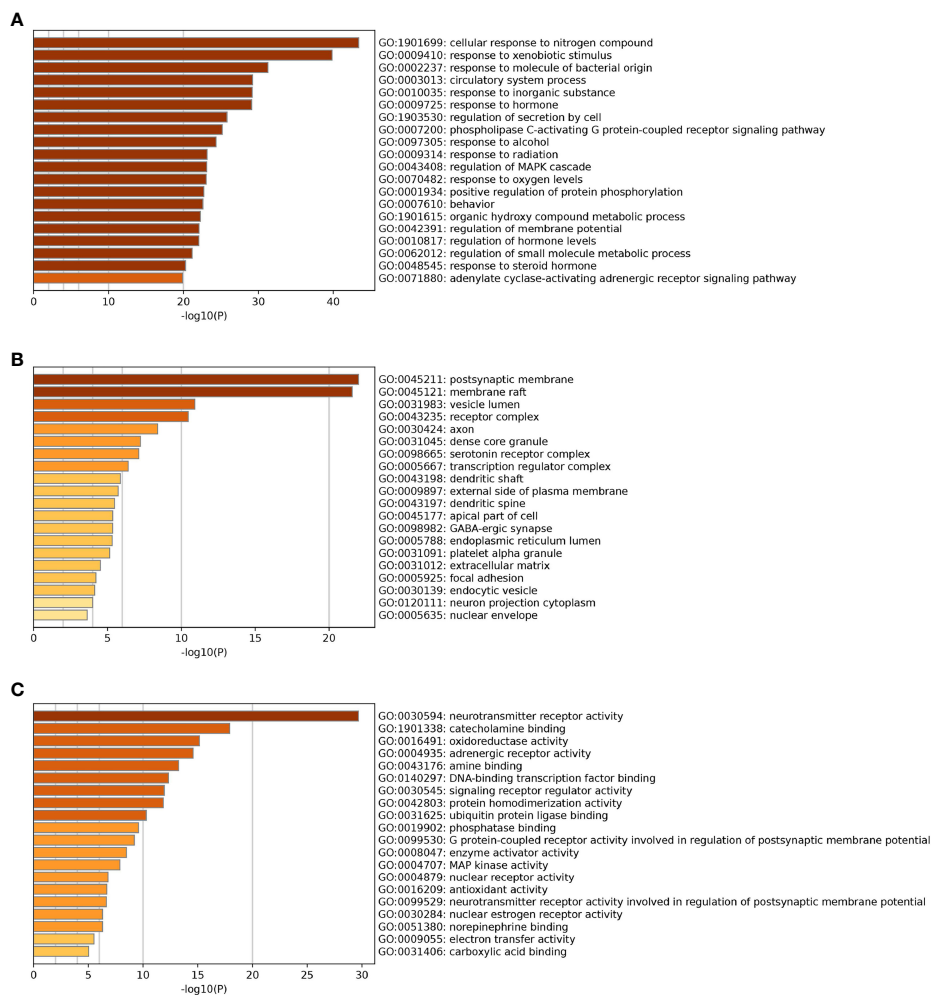 A
GO:1901699: cellular response to nitrogen compound
GO:0009410: response to xenobiotic stimulus
GO:0002237: response to molecule of bacterial origin
GO:0003013: circulatory system process
GO:0010035: response to inorganic substance
GO:0009725: response to hormone
GO:1903530: regulation of secretion by cell
GO:0007200: phospholipase C-activating G protein-coupled receptor signaling pathway
GO:0097305: response to alcohol
GO:0009314: response to radiation
GO:0043408: regulation of MAPK cascade
GO:0070482: response to oxygen levels
GO:0001934: positive regulation of protein phosphorylation
GO:0007610: behavior
GO:1901615: organic hydroxy compound metabolic process
GO:0042391: regulation of membrane potential
GO:0010817: regulation of hormone levels
GO:0062012: regulation of small molecule metabolic process
GO:0048545: response to steroid hormone
GO:0071880: adenylate cyclase-activating adrenergic receptor signaling pathway
0 10 20 30 40
-log10(P)
B
GO:0045211: postsynaptic membrane
GO:0045121: membrane raft
GO:0031983: vesicle lumen
GO:0043235: receptor complex
GO:0030424: axon
GO:0031045: dense core granule
GO:0098665: serotonin receptor complex
GO:0005667: transcription regulator complex
GO:0043198: dendritic shaft
GO:0009897: external side of plasma membrane
GO:0043197: dendritic spine
GO:0045177: apical part of cell
GO:0098982: GABA-ergic synapse
GO:0005788: endoplasmic reticulum lumen
GO:0031091: platelet alpha granule
GO:0031012: extracellular matrix
GO:0005925: focal adhesion
GO:0030139: endocytic vesicle
GO:0120111: neuron projection cytoplasm
GO:0005635: nuclear envelope
0 5 10 15 20
-log10(P)
C
GO:0030594: neurotransmitter receptor activity
GO:1901338: catecholamine binding
GO:0016491: oxidoreductase activity
GO:0004935: adrenergic receptor activity
GO:0043176: amine binding
GO:0140297: DNA-binding transcription factor binding
GO:0030545: signaling receptor regulator activity
GO:0042803: protein homodimerization activity
GO:0031625: ubiquitin protein ligase binding
GO:0019902: phosphatase binding
GO:0099530: G protein-coupled receptor activity involved in regulation of postsynaptic membrane potential
GO:0008047: enzyme activator activity
GO:0004707: MAP kinase activity
GO:0004879: nuclear receptor activity
GO:0016209: antioxidant activity
GO:0099529: neurotransmitter receptor activity involved in regulation of postsynaptic membrane potential
GO:0030284: nuclear estrogen receptor activity
GO:0051380: norepinephrine binding
GO:0009055: electron transfer activity
GO:0031406: carboxylic acid binding
0 5 10 15 20 25 30
-log10(P)